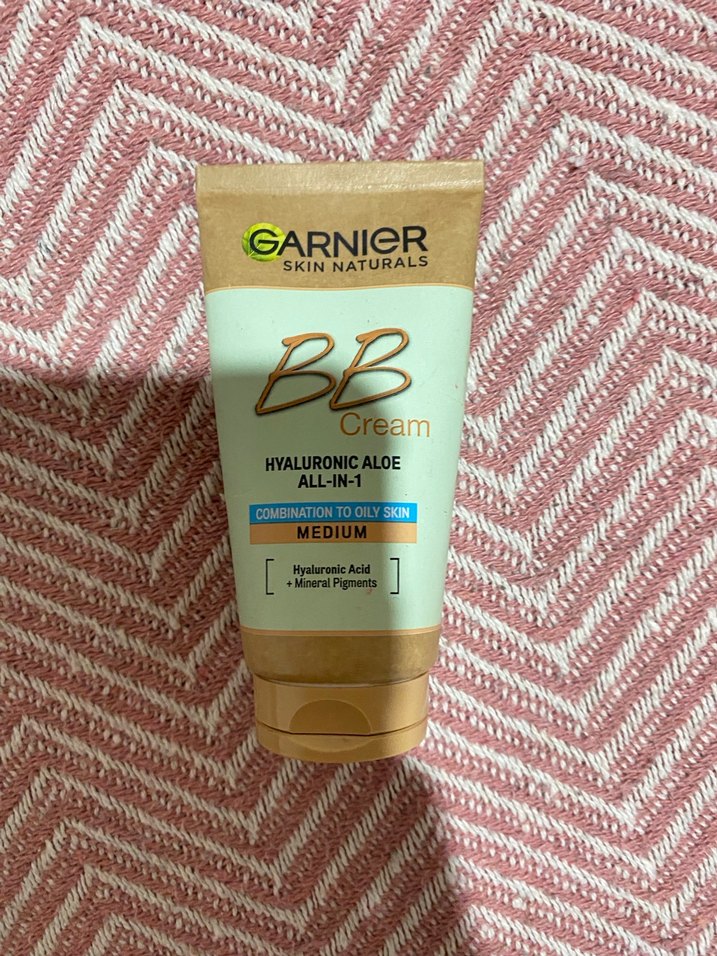 GARNIER
SKIN NATURALS
BB
Cream
HYALURONIC ALOE
ALL-IN-1
COMBINATION TO OILY SKIN
MEDIUM
Hyaluronic Acid
+ Mineral Pigments